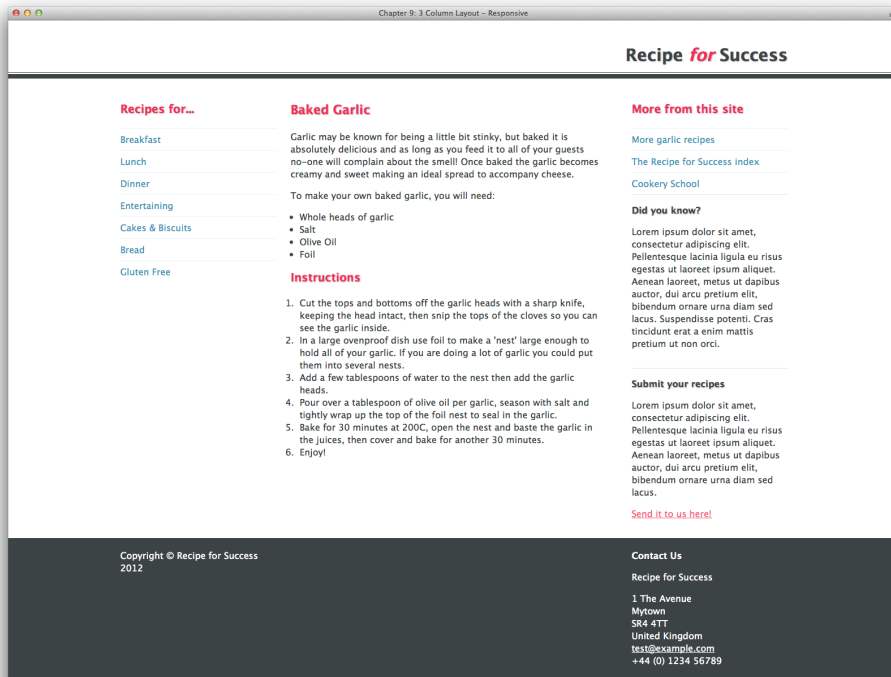 Chapter 9: 3 Column Layout – Responsive
Recipe for Success
Recipes for...
Breakfast
Lunch
Dinner
Entertaining
Cakes & Biscuits
Bread
Gluten Free
Baked Garlic
Garlic may be known for being a little bit stinky, but baked it is
absolutely delicious and as long as you feed it to all of your guests
no-one will complain about the smell! Once baked the garlic becomes
creamy and sweet making an ideal spread to accompany cheese.
To make your own baked garlic, you will need:
• Whole heads of garlic
• Salt
• Olive Oil
• Foil
Instructions
1. Cut the tops and bottoms off the garlic heads with a sharp knife,
keeping the head intact, then snip the tops of the cloves so you can
see the garlic inside.
2. In a large ovenproof dish use foil to make a 'nest' large enough to
hold all of your garlic. If you are doing a lot of garlic you could put
them into several nests.
3. Add a few tablespoons of water to the nest then add the garlic
heads.
4. Pour over a tablespoon of olive oil per garlic, season with salt and
tightly wrap up the top of the foil nest to seal in the garlic.
5. Bake for 30 minutes at 200C, open the nest and baste the garlic in
the juices, then cover and bake for another 30 minutes.
6. Enjoy!
More from this site
More garlic recipes
The Recipe for Success index
Cookery School
Did you know?
Lorem ipsum dolor sit amet,
consectetur adipiscing elit.
Pellentesque lacinia ligula eu risus
egestas ut laoreet ipsum aliquet.
Aenean laoreet, metus ut dapibus
auctor, dui arcu pretium elit,
bibendum ornare urna diam sed
lacus. Suspendisse potenti. Cras
tincidunt erat a enim mattis
pretium ut non orci.
Submit your recipes
Lorem ipsum dolor sit amet,
consectetur adipiscing elit.
Pellentesque lacinia ligula eu risus
egestas ut laoreet ipsum aliquet.
Aenean laoreet, metus ut dapibus
auctor, dui arcu pretium elit,
bibendum ornare urna diam sed
lacus.
Send it to us here!
Copyright © Recipe for Success
2012
Contact Us
Recipe for Success
1 The Avenue
Mytown
SR4 4TT
United Kingdom
test@example.com
+44 (0) 1234 56789